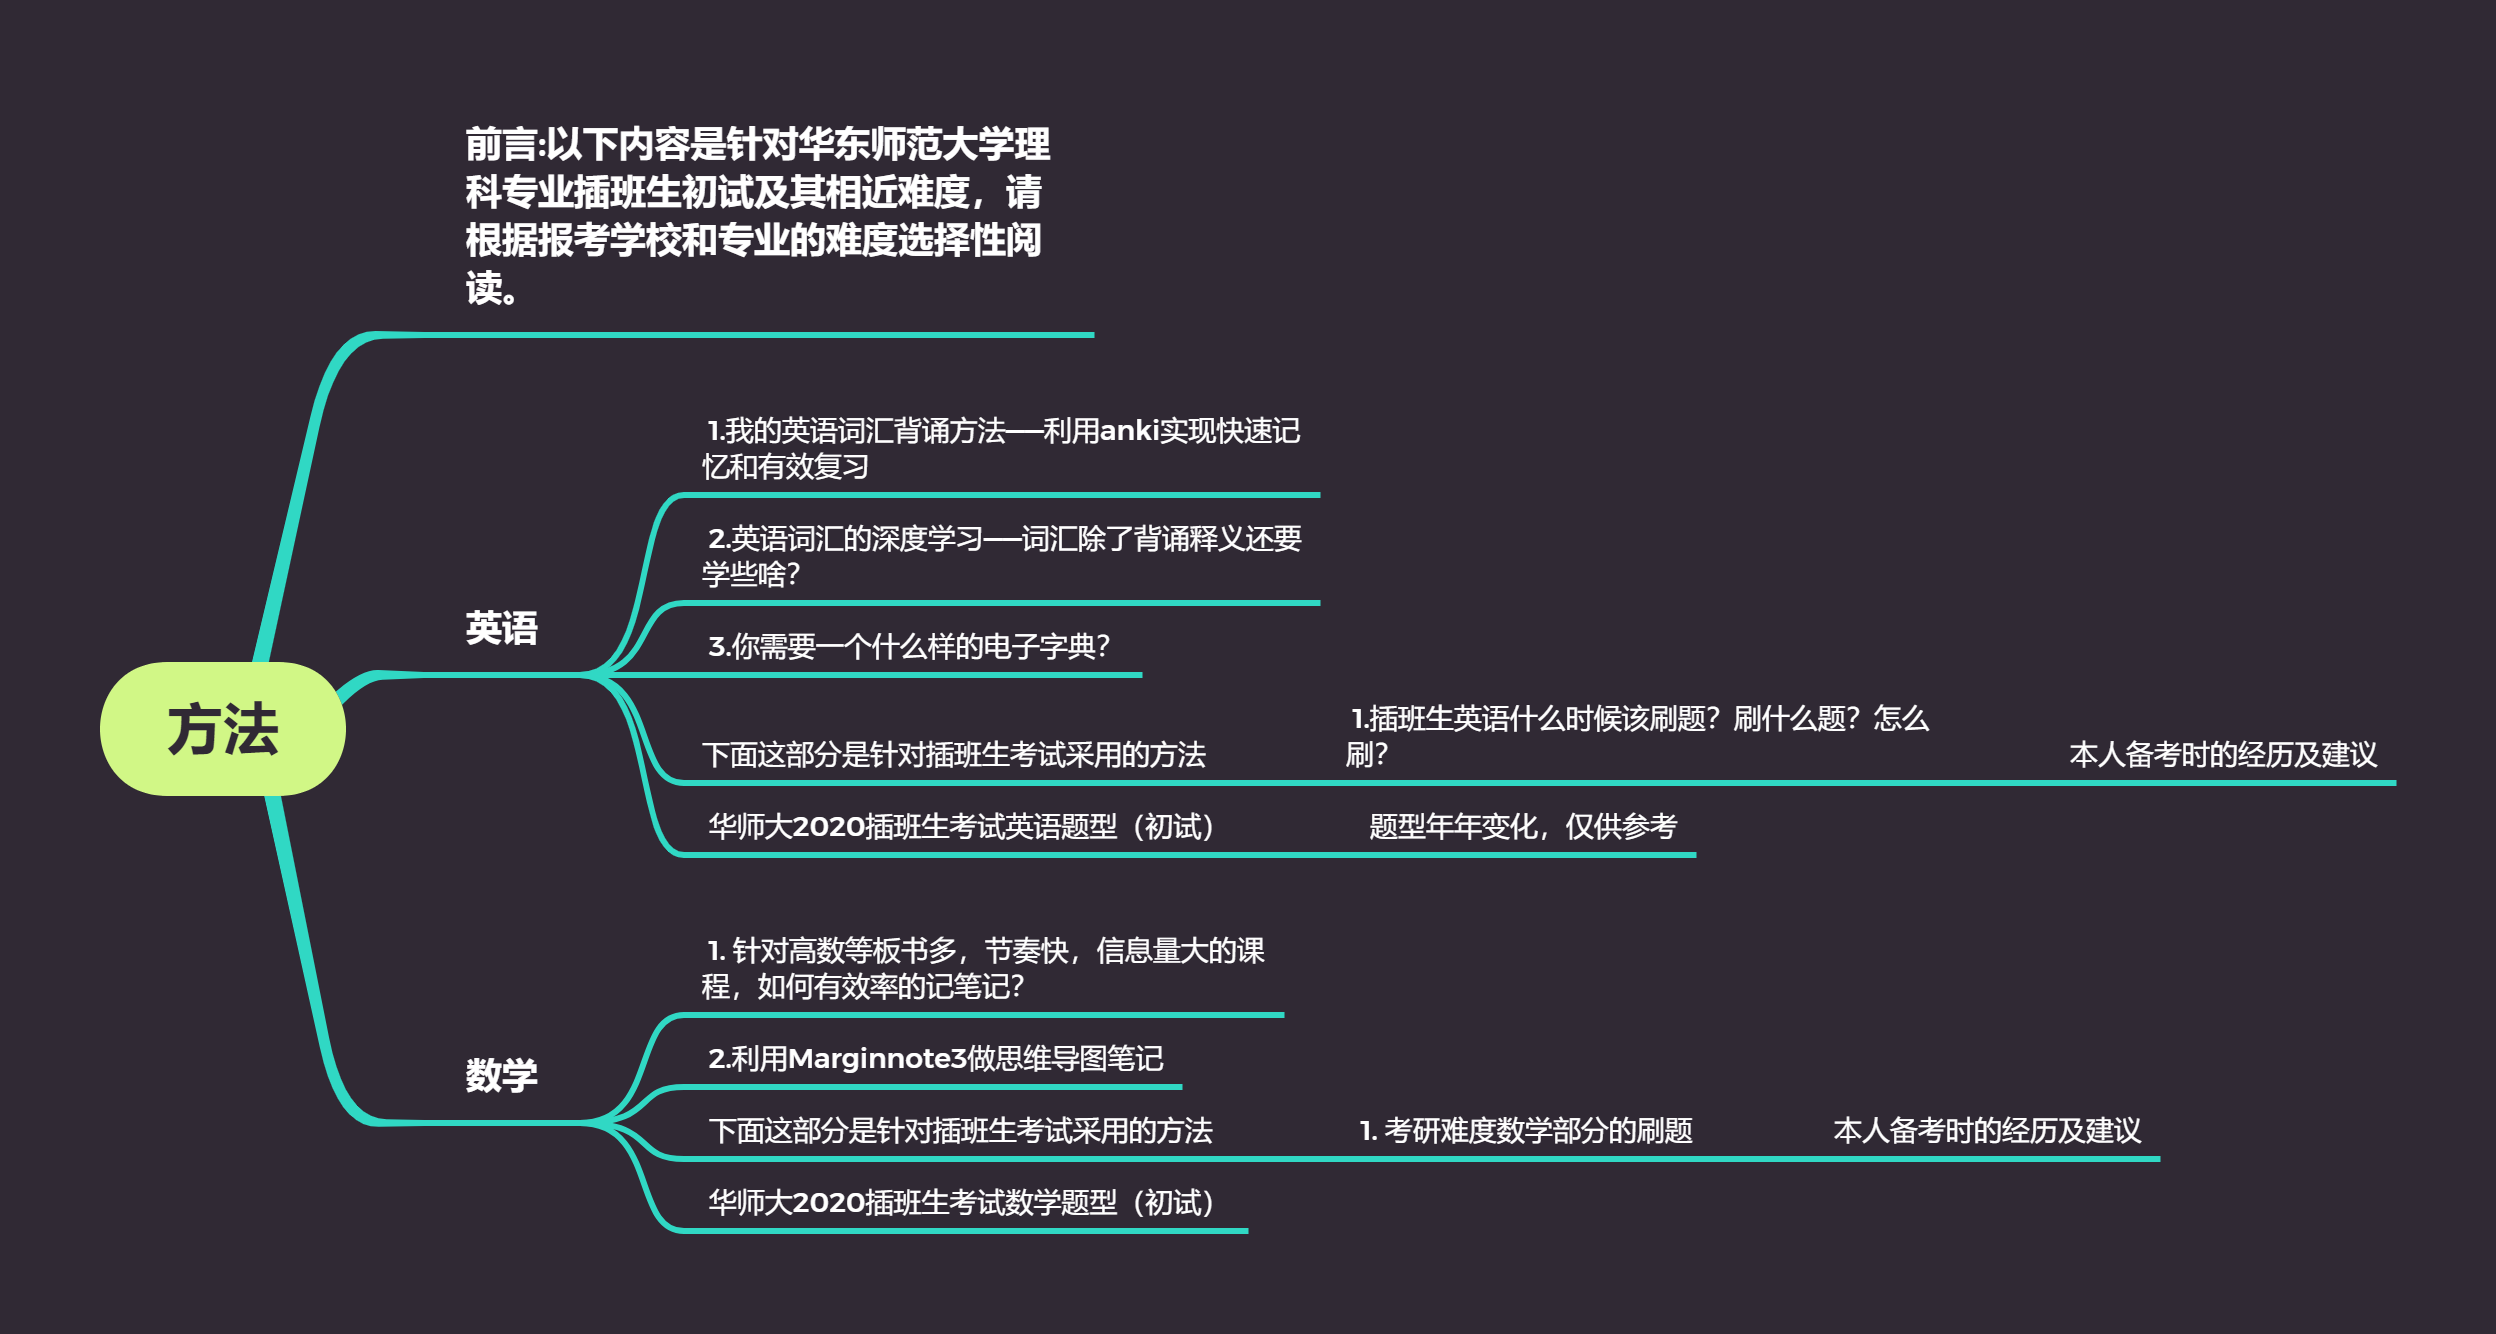 前言:以下内容是针对华东师范大学理
科专业插班生初试及其相近难度，请
根据报考学校和专业的难度选择性阅
读。
方法
英语
1.我的英语词汇背诵方法——利用anki实现快速记
忆和有效复习
2.英语词汇的深度学习——词汇除了背诵释义还要
学些啥？
3.你需要一个什么样的电子字典？
下面这部分是针对插班生考试采用的方法
1.插班生英语什么时候该刷题？刷什么题？怎么
刷？
本人备考时的经历及建议
华师大2020插班生考试英语题型（初试）
题型年年变化，仅供参考
数学
1. 针对高数等板书多，节奏快，信息量大的课
程，如何有效率的记笔记？
2.利用Marginnote3做思维导图笔记
下面这部分是针对插班生考试采用的方法
1. 考研难度数学部分的刷题
本人备考时的经历及建议
华师大2020插班生考试数学题型（初试）